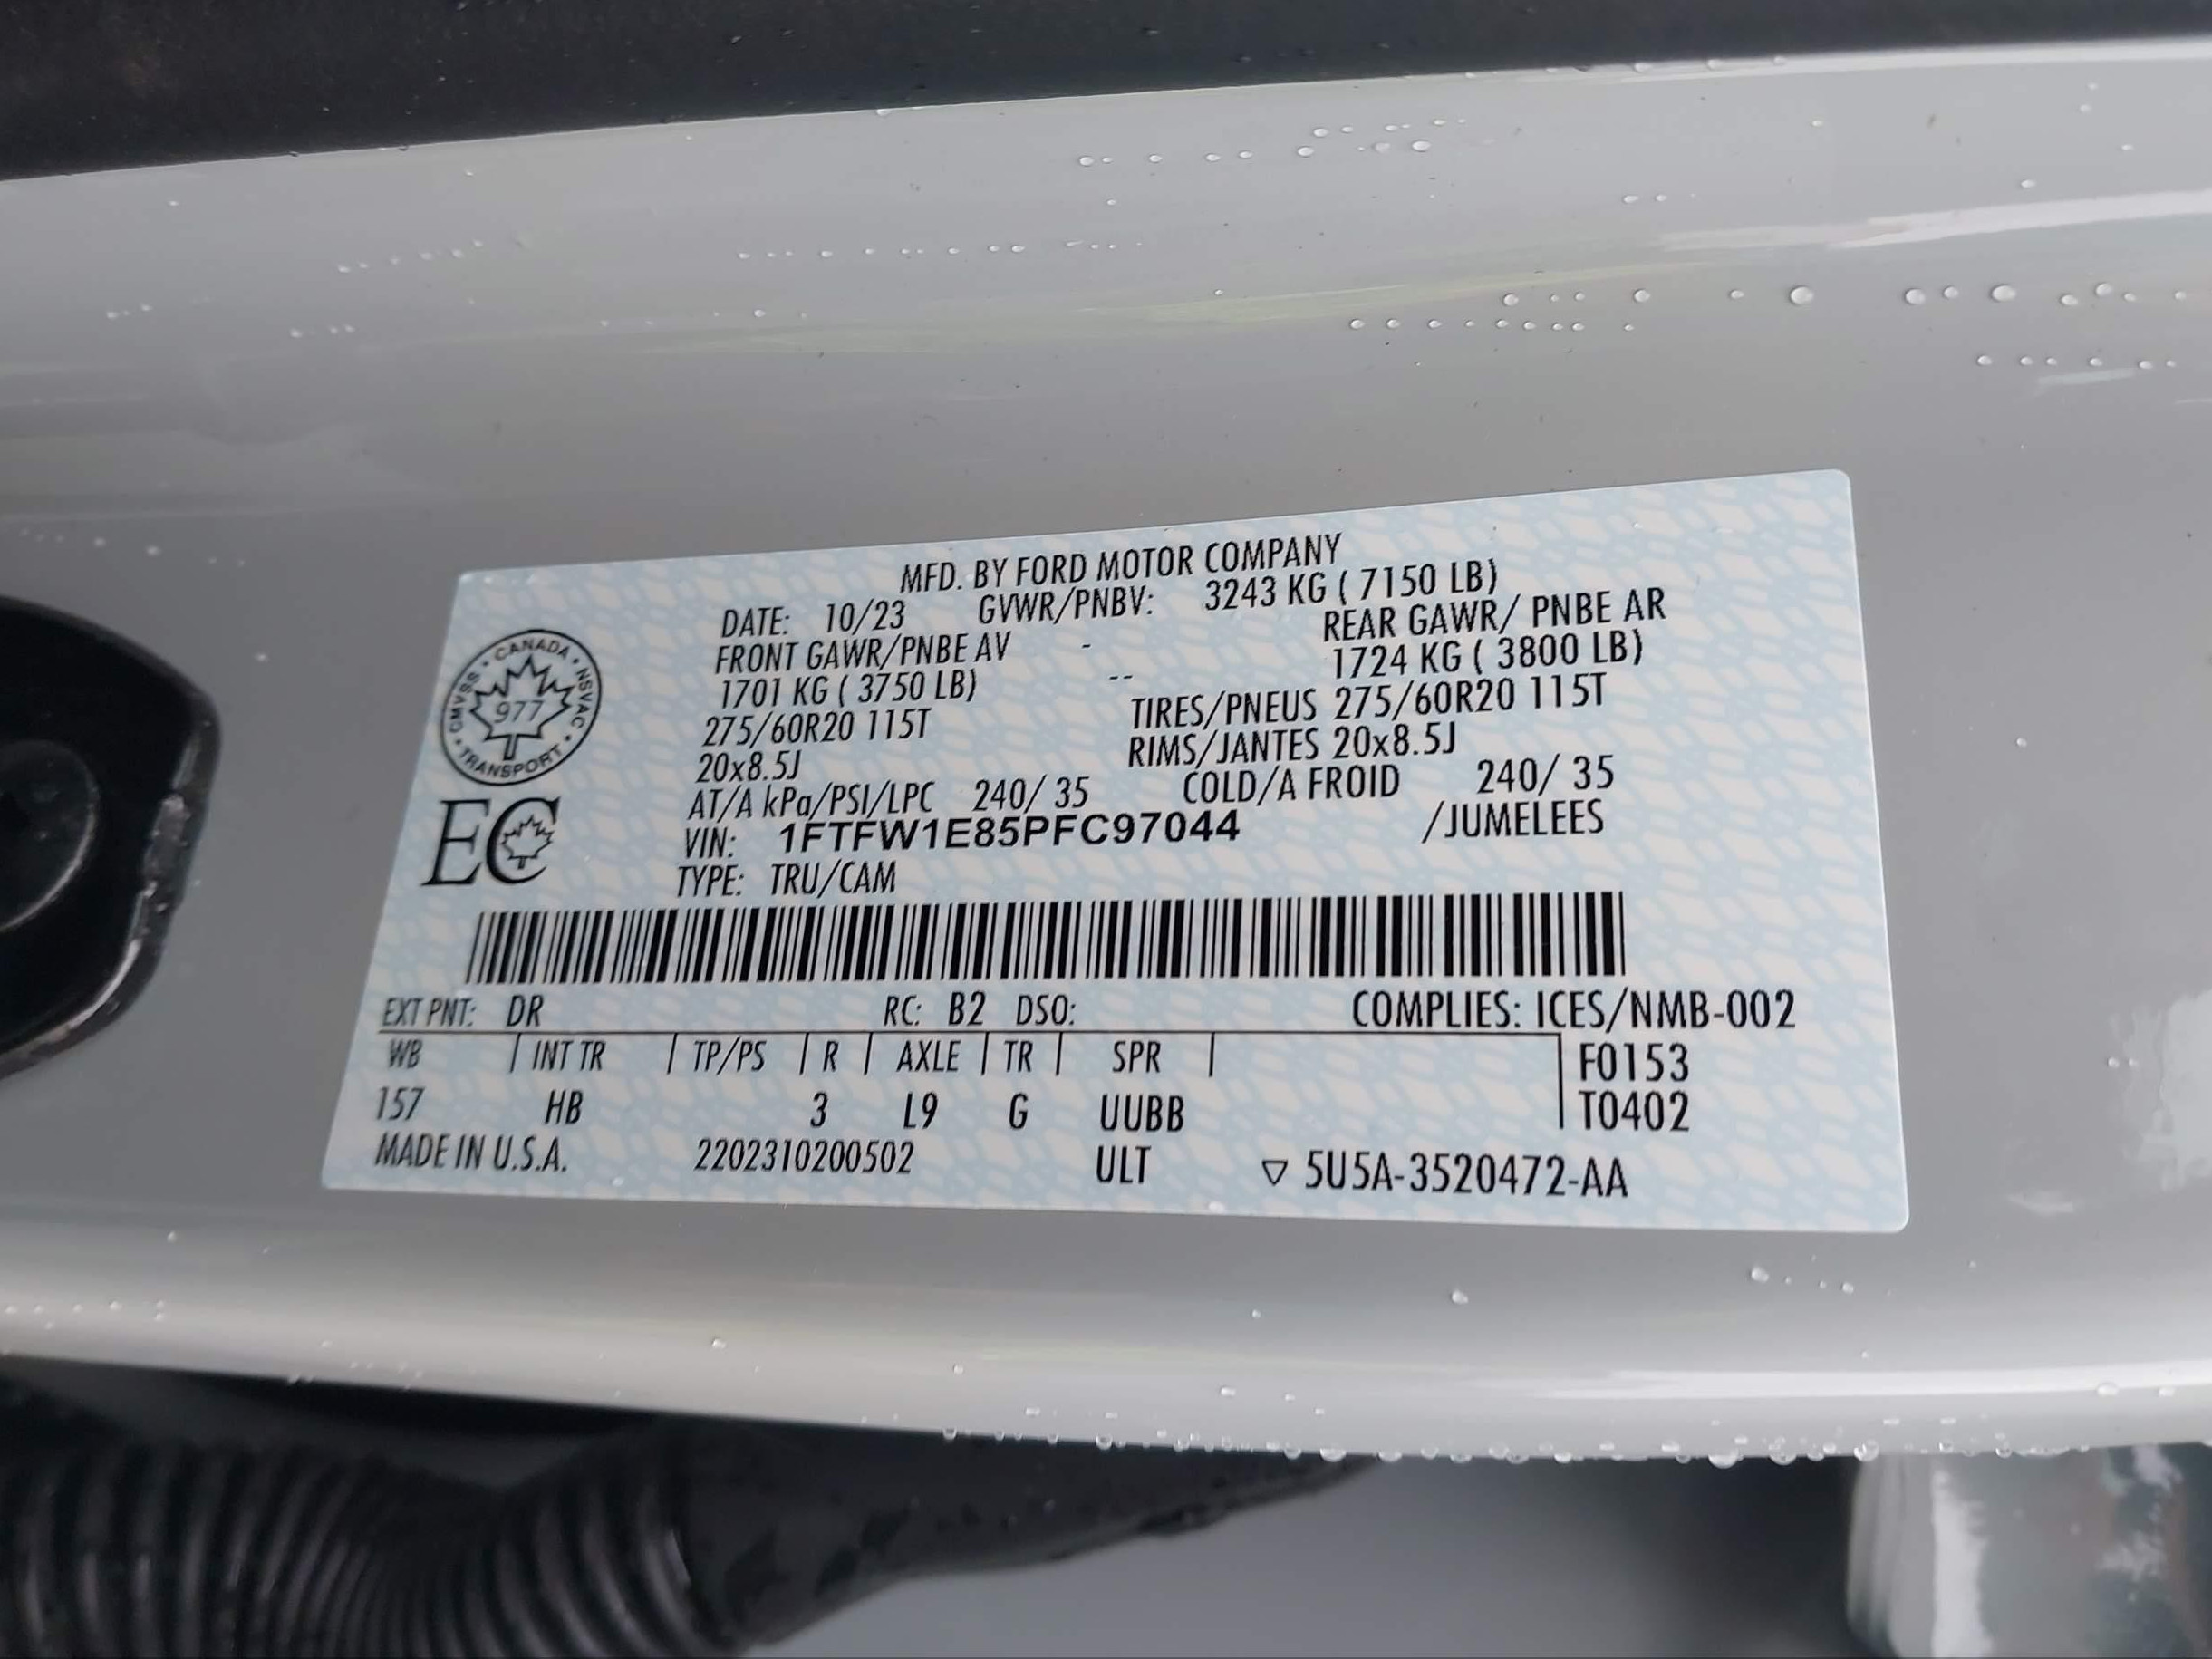 MFD. BY FORD MOTOR COMPANY
DATE: 10/23 GVWR/PNBV: 3243 KG ( 7150 LB)
FRONT GAWR/PNBE AV - REAR GAWR/ PNBE AR
1701 KG ( 3750 LB) -- 1724 KG ( 3800 LB)
275/60R20 115T TIRES/PNEUS 275/60R20 115T
20x8.5J RIMS/JANTES 20x8.5J
AT/A kPa/PSI/LPC 240/ 35 COLD/A FROID 240/ 35
VIN: 1FTFW1E85PFC97044 /JUMELEES
TYPE: TRU/CAM
CANADA • NSVAC • TRANSPORT • CMVSS •
977
EC
EXT PNT: DR RC: B2 DSO: COMPLIES: ICES/NMB-002
WB | INT TR | TP/PS | R | AXLE | TR | SPR | F0153
157 HB 3 L9 G UUBB T0402
MADE IN U.S.A. 2202310200502 ULT ▽ 5U5A-3520472-AA